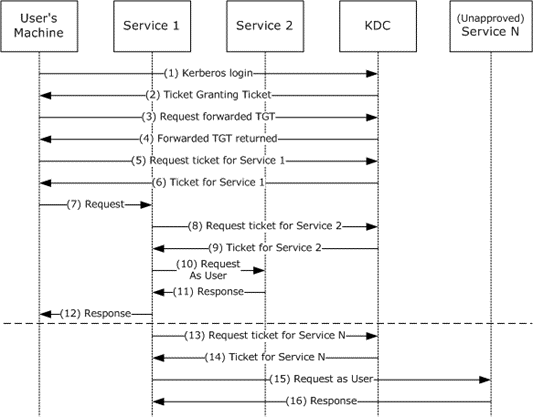 User's
Machine
Service 1
Service 2
KDC
(Unapproved)
Service N
(1) Kerberos login
(2) Ticket Granting Ticket
(3) Request forwarded TGT
(4) Forwarded TGT returned
(5) Request ticket for Service 1
(6) Ticket for Service 1
(7) Request
(8) Request ticket for Service 2
(9) Ticket for Service 2
(10) Request
As User
(11) Response
(12) Response
(13) Request ticket for Service N
(14) Ticket for Service N
(15) Request as User
(16) Response